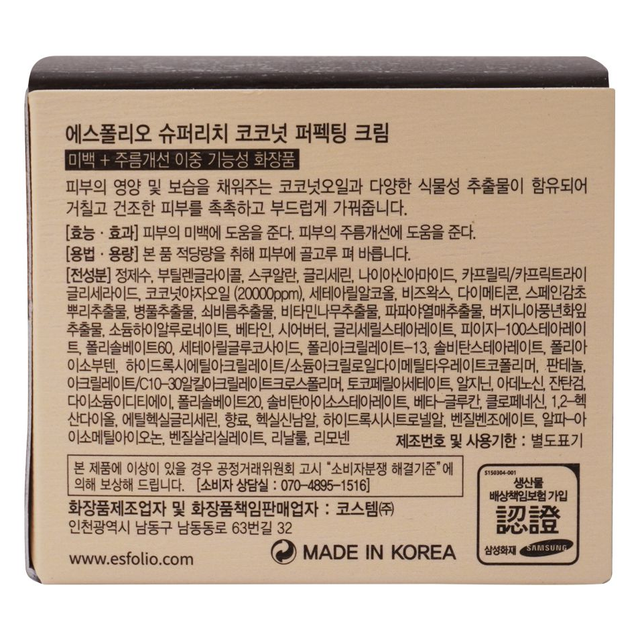 에스폴리오 슈퍼리치 코코넛 퍼펙팅 크림
미백 + 주름개선 이중 기능성 화장품
피부의 영양 및 보습을 채워주는 코코넛오일과 다양한 식물성 추출물이 함유되어
거칠고 건조한 피부를 촉촉하고 부드럽게 가꿔줍니다.
[효능·효과] 피부의 미백에 도움을 준다. 피부의 주름개선에 도움을 준다.
[용법·용량] 본 품 적당량을 취해 피부에 골고루 펴 바릅니다.
[전성분] 정제수, 부틸렌글라이콜, 스쿠알란, 글리세린, 나이아신아마이드, 카프릴릭/카프릭트라이
글리세라이드, 코코넛야자오일 (20000ppm), 세테아릴알코올, 비즈왁스, 다이메티콘, 스페인감초
뿌리추출물, 병풀추출물, 쇠비름추출물, 비타민나무추출물, 파파야열매추출물, 버지니아풍년화잎
추출물, 소듐하이알루로네이트, 베타인, 시어버터, 글리세릴스테아레이트, 피이지-100스테아레이
트, 폴리솔베이트60, 세테아릴글루코사이드, 폴리아크릴레이트-13, 솔비탄스테아레이트, 폴리아
이소부텐, 하이드록시에틸아크릴레이트/소듐아크릴로일다이메틸타우레이트코폴리머, 판테놀,
아크릴레이트/C10-30알킬아크릴레이트크로스폴리머, 토코페릴아세테이트, 알지닌, 아데노신, 잔탄검,
다이소듐이디티에이, 폴리솔베이트20, 솔비탄아이소스테아레이트, 베타-글루칸, 클로페네신, 1,2-헥
산다이올, 에틸헥실글리세린, 향료, 헥실신남알, 하이드록시시트로넬알, 벤질벤조에이트, 알파-아
이소메틸아이오논, 벤질살리실레이트, 리날룰, 리모넨
제조번호 및 사용기한 : 별도표기
본 제품에 이상이 있을 경우 공정거래위원회 고시 "소비자분쟁 해결기준"에
의해 보상해 드립니다. [소비자 상담실 : 070-4895-1516]
화장품제조업자 및 화장품책임판매업자 : 코스템㈜
인천광역시 남동구 남동동로 63번길 32
www.esfolio.com
MADE IN KOREA
S150304-001
생산물
배상책임보험 가입
認證
삼성화재 SAMSUNG